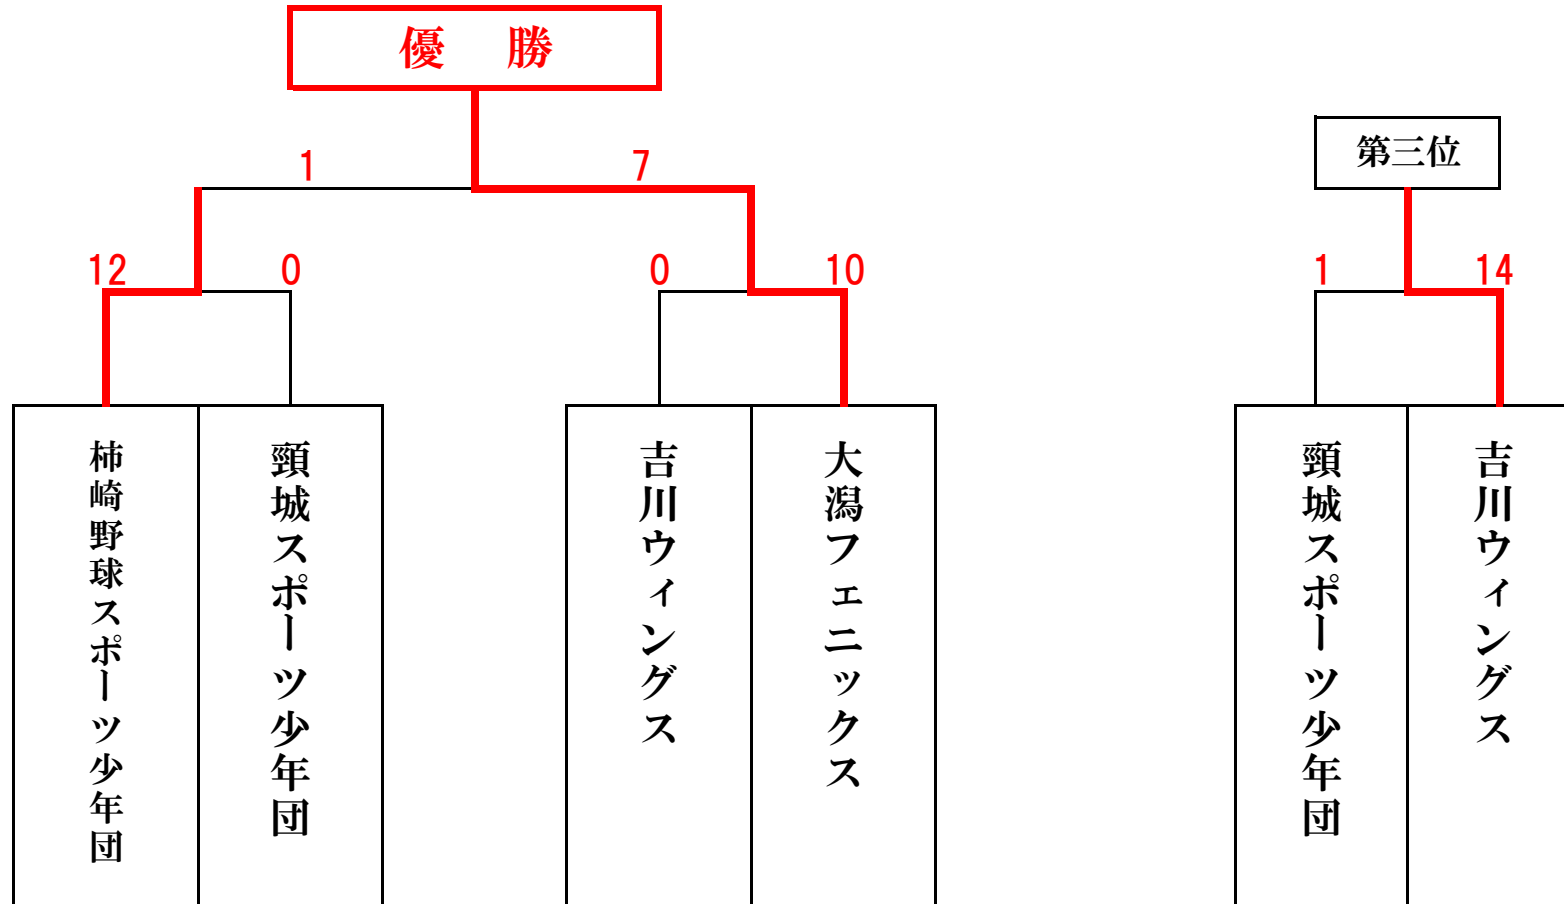 優　勝
第三位
1
7
12
0
0
10
1
14
柿崎野球スポーツ少年団
頸城スポーツ少年団
吉川ウィングス
大潟フェニックス
頸城スポーツ少年団
吉川ウィングス